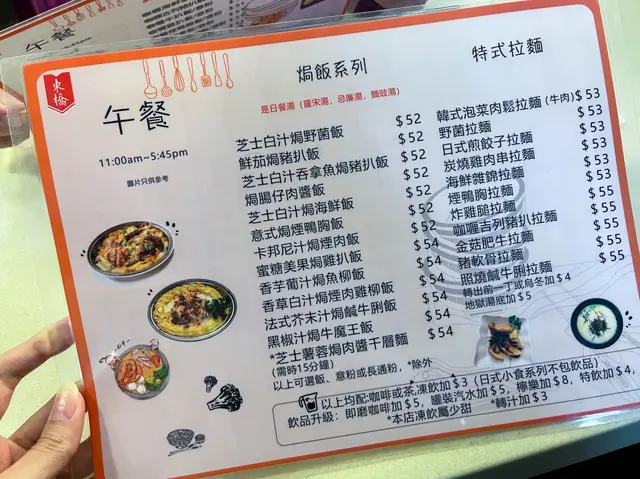 午餐
5:45pm
東橋
午餐
11:00am~5:45pm
圖片只供參考
焗飯系列
是日餐湯（羅宋湯，忌廉湯，麵豉湯）
芝士白汁焗野菌飯 $52
鮮茄焗豬扒飯 $52
芝士白汁吞拿魚焗豬扒飯 $52
焗腸仔肉醬飯 $52
芝士白汁焗海鮮飯 $52
意式焗煙鴨胸飯 $52
卡邦尼汁焗煙肉飯 $52
蜜糖美果焗雞扒飯 $54
香芋葡汁焗魚柳飯 $54
香草白汁焗煙肉雞柳飯 $54
法式芥末汁焗鹹牛脷飯 $54
黑椒汁焗牛魔王飯 $54
*芝士薯蓉焗肉醬千層麵 $54
(需時15分鐘)
以上可選飯、意粉或長通粉，*除外
特式拉麵
韓式泡菜肉鬆拉麵 (牛肉) $53
野菌拉麵 $53
日式煎餃子拉麵 $53
炭燒雞肉串拉麵 $53
海鮮雜錦拉麵 $53
煙鴨胸拉麵 $53
炸雞腿拉麵 $55
咖喱吉列豬扒拉麵 $55
金菇肥牛拉麵 $55
豬軟骨拉麵 $55
照燒鹹牛脷拉麵 $55
轉出前一丁或烏冬加 $4
地獄湯底加 $5
以上均配:咖啡或茶,凍飲加 $3 (日式小食系列不包飲品)
飲品升級：即磨咖啡加 $5，罐裝汽水加 $5，檸樂加 $8，特飲加 $4，
*本店凍飲屬少甜 *轉汁加 $3